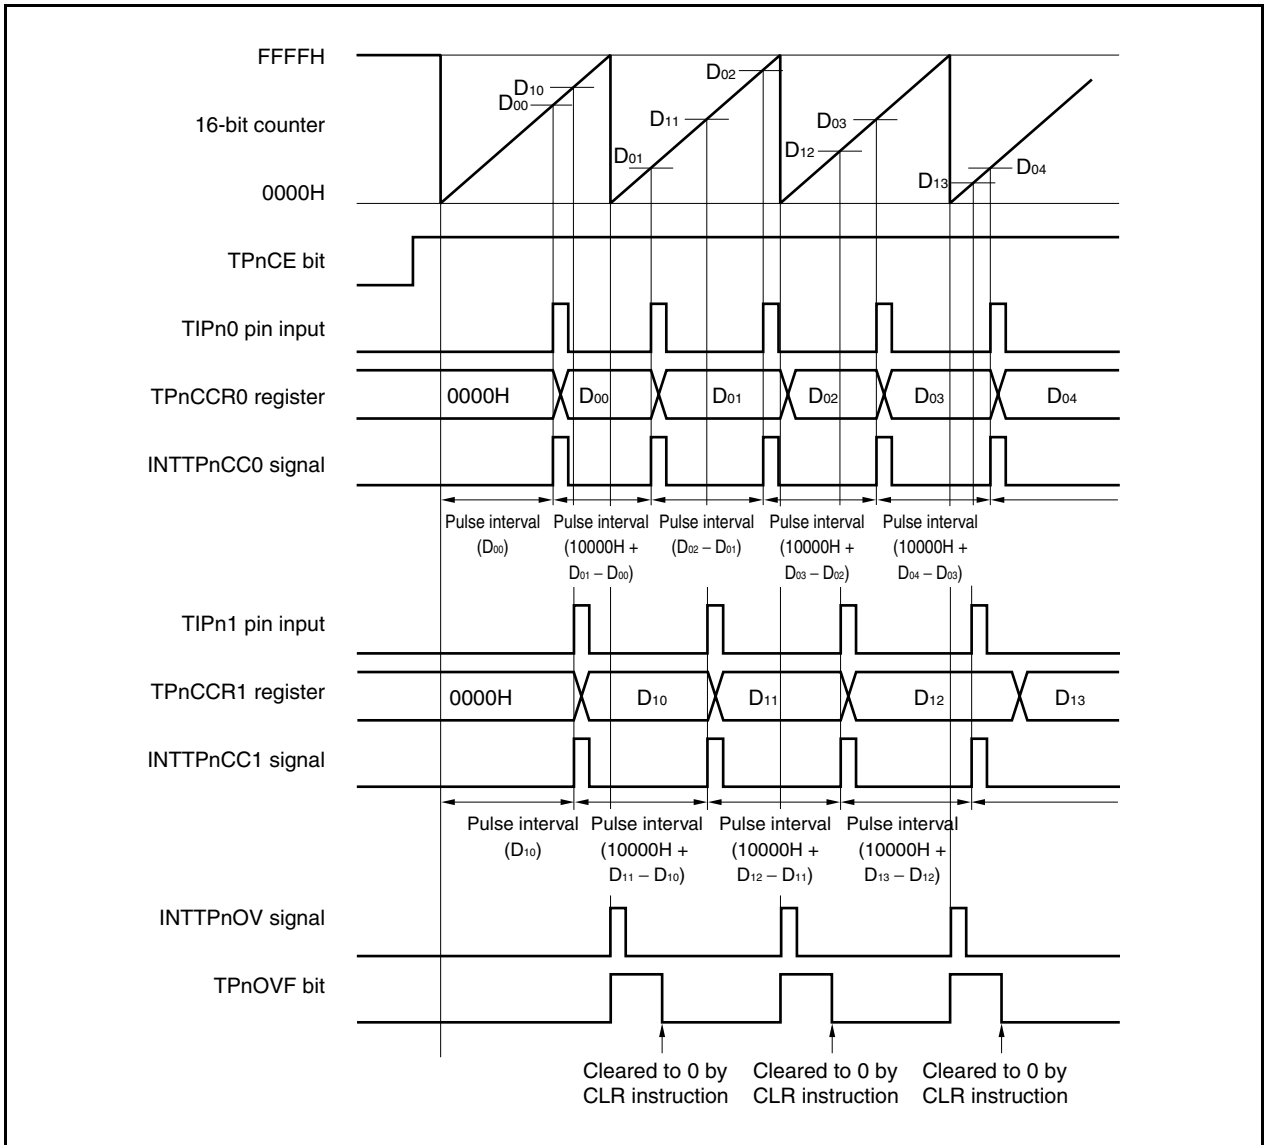 FFFFH
16-bit counter
0000H
D10
D00
D01
D11
D02
D12
D03
D13
D04
TPnCE bit
TIPn0 pin input
TPnCCR0 register
0000H D00 D01 D02 D03 D04
INTTPnCC0 signal
Pulse interval
(D00)
Pulse interval
(10000H +
D01 – D00)
Pulse interval
(D02 – D01)
Pulse interval
(10000H +
D03 – D02)
Pulse interval
(10000H +
D04 – D03)
TIPn1 pin input
TPnCCR1 register
0000H D10 D11 D12 D13
INTTPnCC1 signal
Pulse interval
(D10)
Pulse interval
(10000H +
D11 – D10)
Pulse interval
(10000H +
D12 – D11)
Pulse interval
(10000H +
D13 – D12)
INTTPnOV signal
TPnOVF bit
Cleared to 0 by
CLR instruction
Cleared to 0 by
CLR instruction
Cleared to 0 by
CLR instruction